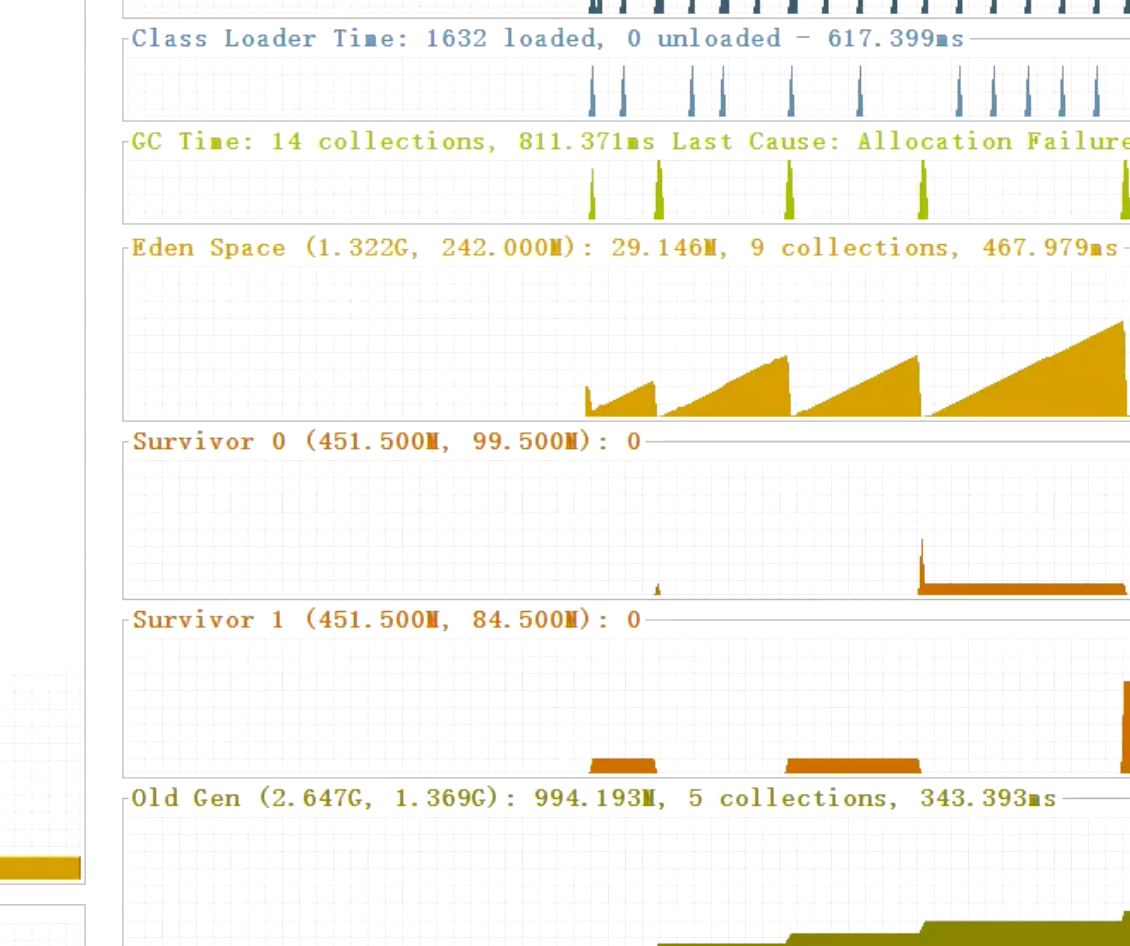 Class Loader Time: 1632 loaded, 0 unloaded - 617.399ms
GC Time: 14 collections, 811.371ms Last Cause: Allocation Failure
Eden Space (1.322G, 242.000M): 29.146M, 9 collections, 467.979ms
Survivor 0 (451.500M, 99.500M): 0
Survivor 1 (451.500M, 84.500M): 0
Old Gen (2.647G, 1.369G): 994.193M, 5 collections, 343.393ms